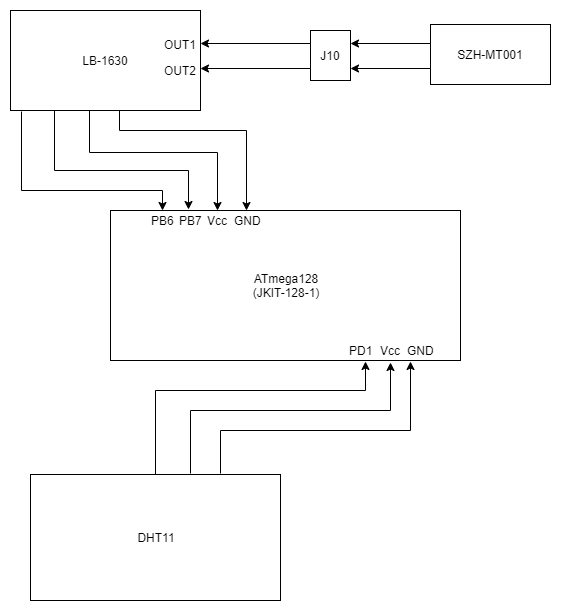 LB-1630
OUT1
OUT2
J10
SZH-MT001
PB6 PB7 Vcc GND
ATmega128
(JKIT-128-1)
PD1 Vcc GND
DHT11